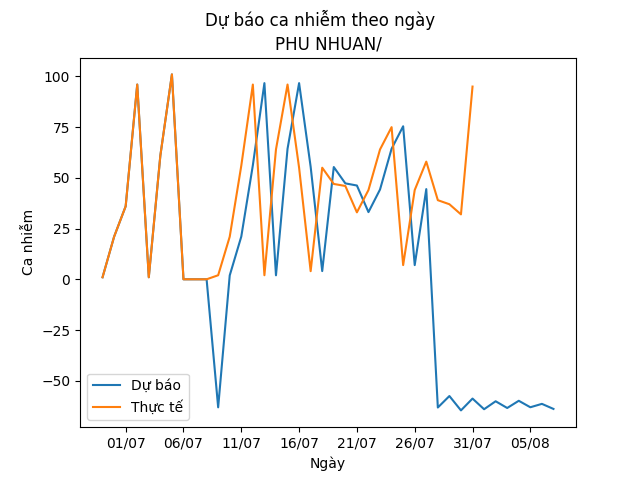 Dự báo ca nhiễm theo ngày
PHU NHUAN/
100
75
50
25
0
−25
−50
Ca nhiễm
Dự báo
Thực tế
01/07 06/07 11/07 16/07 21/07 26/07 31/07 05/08
Ngày